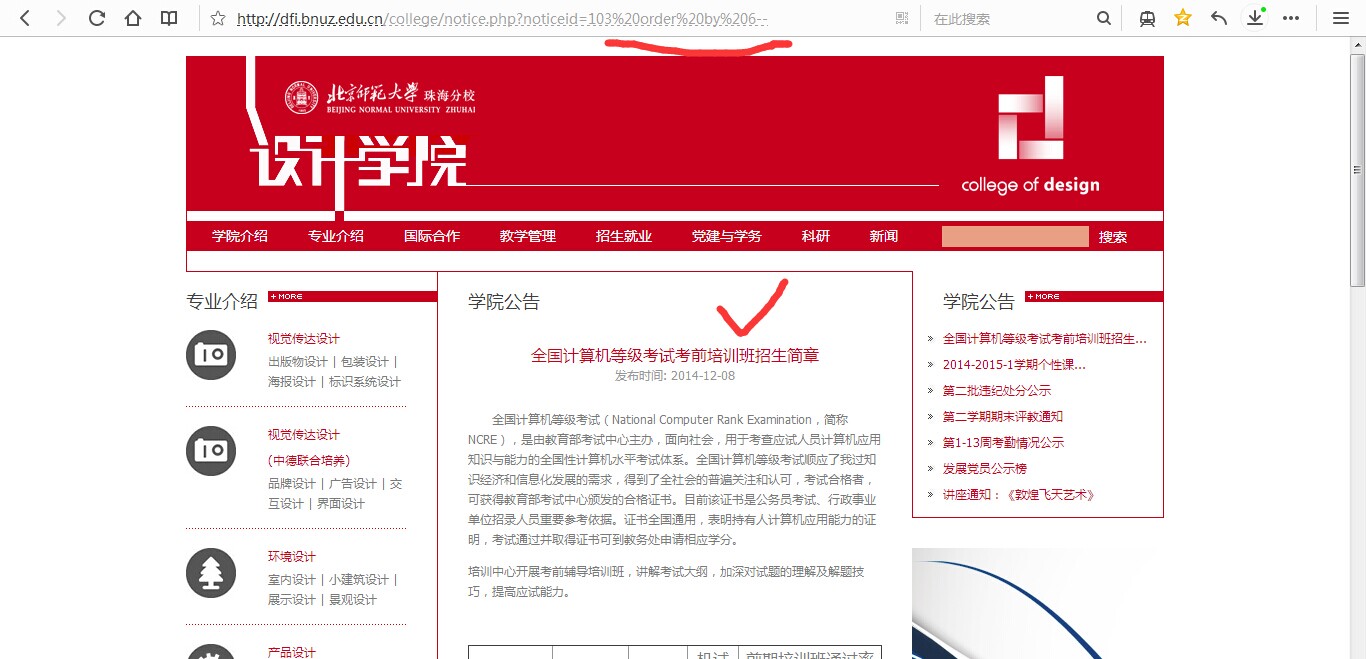 http://dfi.bnuz.edu.cn/college/notice.php?noticeid=103%20order%20by%206--
在此搜索
北京师范大学 珠海分校
BEIJING NORMAL UNIVERSITY ZHUHAI
设计学院
college of design
学院介绍 专业介绍 国际合作 教学管理 招生就业 党建与学务 科研 新闻 搜索
专业介绍
+ MORE
视觉传达设计
出版物设计 | 包装设计 |
海报设计 | 标识系统设计
视觉传达设计
(中德联合培养)
品牌设计 | 广告设计 | 交
互设计 | 界面设计
环境设计
室内设计 | 小建筑设计 |
展示设计 | 景观设计
产品设计
学院公告
全国计算机等级考试考前培训班招生简章
发布时间: 2014-12-08
全国计算机等级考试（National Computer Rank Examination，简称
NCRE），是由教育部考试中心主办，面向社会，用于考查应试人员计算机应用
知识与能力的全国性计算机水平考试体系。全国计算机等级考试顺应了我过知
识经济和信息化发展的需求，得到了全社会的普遍关注和认可，考试合格者，
可获得教育部考试中心颁发的合格证书。目前该证书是公务员考试、行政事业
单位招录人员重要参考依据。证书全国通用，表明持有人计算机应用能力的证
明，考试通过并取得证书可到教务处申请相应学分。
培训中心开展考前辅导培训班，讲解考试大纲，加深对试题的理解及解题技
巧，提高应试能力。
机试 前期培训班通过率
学院公告
+ MORE
» 全国计算机等级考试考前培训班招生...
» 2014-2015-1学期个性课...
» 第二批违纪处分公示
» 第二学期期末评教通知
» 第1-13周考勤情况公示
» 发展党员公示榜
» 讲座通知：《敦煌飞天艺术》